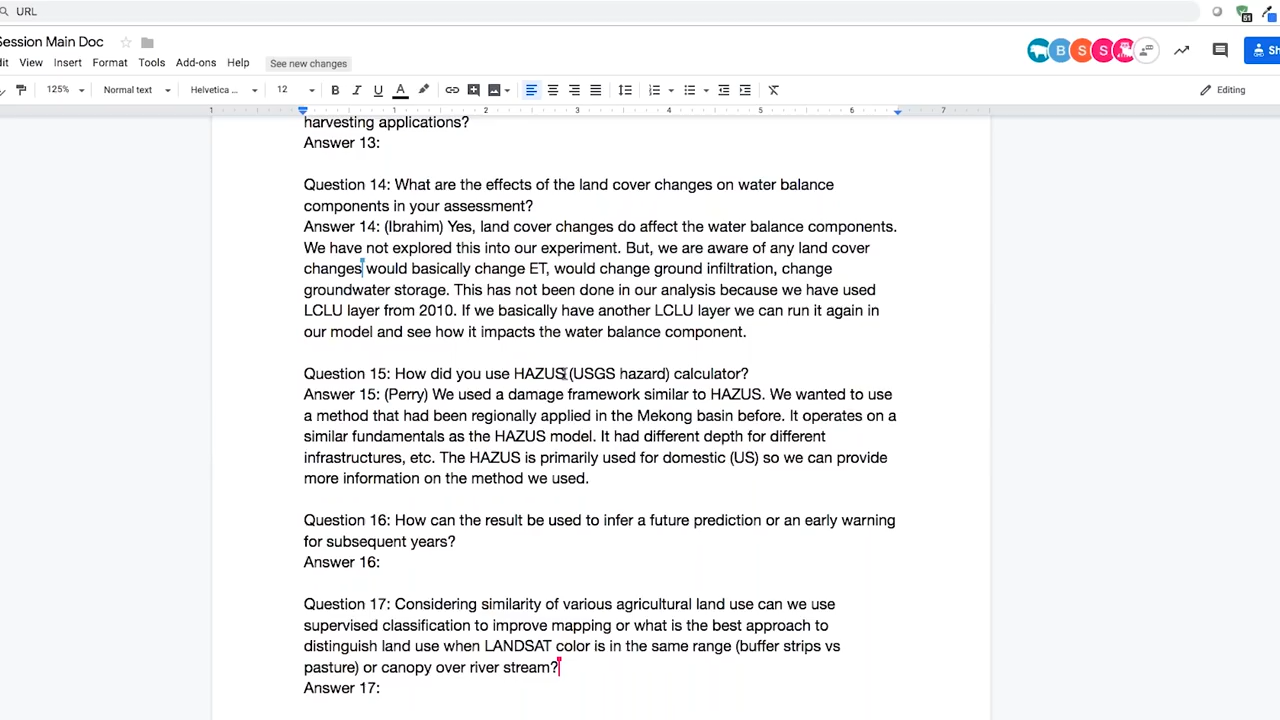 URL
81
Session Main Doc
dit View Insert Format Tools Add-ons Help See new changes
B S S
125% Normal text Helvetica ... 12 B I U A Editing
1 1 2 3 4 5 6 7
harvesting applications?
Answer 13:
Question 14: What are the effects of the land cover changes on water balance
components in your assessment?
Answer 14: (Ibrahim) Yes, land cover changes do affect the water balance components.
We have not explored this into our experiment. But, we are aware of any land cover
changes would basically change ET, would change ground infiltration, change
groundwater storage. This has not been done in our analysis because we have used
LCLU layer from 2010. If we basically have another LCLU layer we can run it again in
our model and see how it impacts the water balance component.
Question 15: How did you use HAZUS (USGS hazard) calculator?
Answer 15: (Perry) We used a damage framework similar to HAZUS. We wanted to use
a method that had been regionally applied in the Mekong basin before. It operates on a
similar fundamentals as the HAZUS model. It had different depth for different
infrastructures, etc. The HAZUS is primarily used for domestic (US) so we can provide
more information on the method we used.
Question 16: How can the result be used to infer a future prediction or an early warning
for subsequent years?
Answer 16:
Question 17: Considering similarity of various agricultural land use can we use
supervised classification to improve mapping or what is the best approach to
distinguish land use when LANDSAT color is in the same range (buffer strips vs
pasture) or canopy over river stream?
Answer 17: